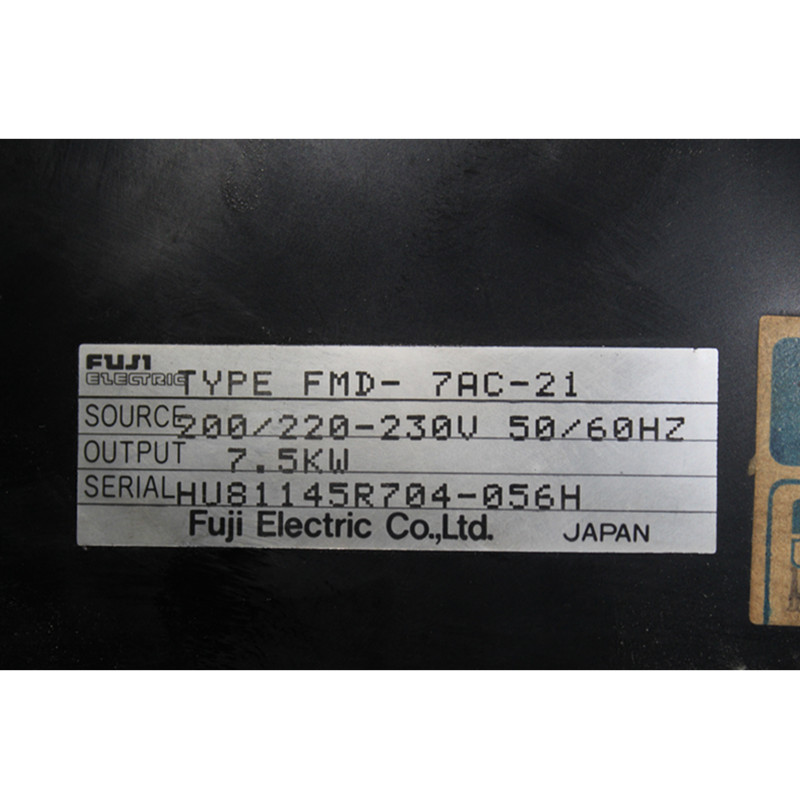 FUJI
ELECTRIC TYPE FMD- 7AC-21
SOURCE 200/220-230V 50/60HZ
OUTPUT 7.5KW
SERIAL HU81145R704-056H
Fuji Electric Co.,Ltd. JAPAN